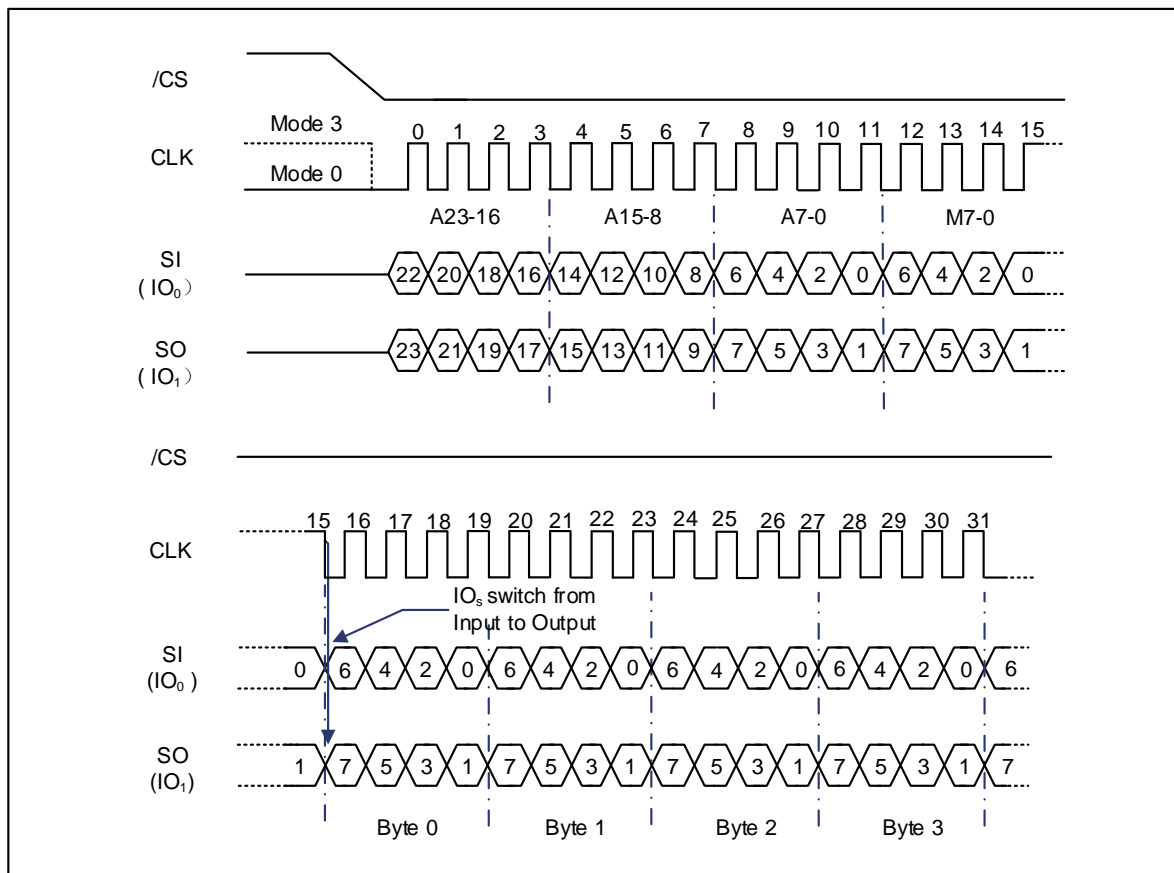 /CS
Mode 3
CLK
Mode 0
0 1 2 3 4 5 6 7 8 9 10 11 12 13 14 15
A23-16 A15-8 A7-0 M7-0
SI
( IO₀）
22 20 18 16 14 12 10 8 6 4 2 0 6 4 2 0
SO
( IO₁）
23 21 19 17 15 13 11 9 7 5 3 1 7 5 3 1
/CS
15 16 17 18 19 20 21 22 23 24 25 26 27 28 29 30 31
CLK
IOₛ switch from
Input to Output
SI
(IO₀ )
0 6 4 2 0 6 4 2 0 6 4 2 0 6 4 2 0 6
SO
(IO₁)
1 7 5 3 1 7 5 3 1 7 5 3 1 7 5 3 1 7
Byte 0 Byte 1 Byte 2 Byte 3